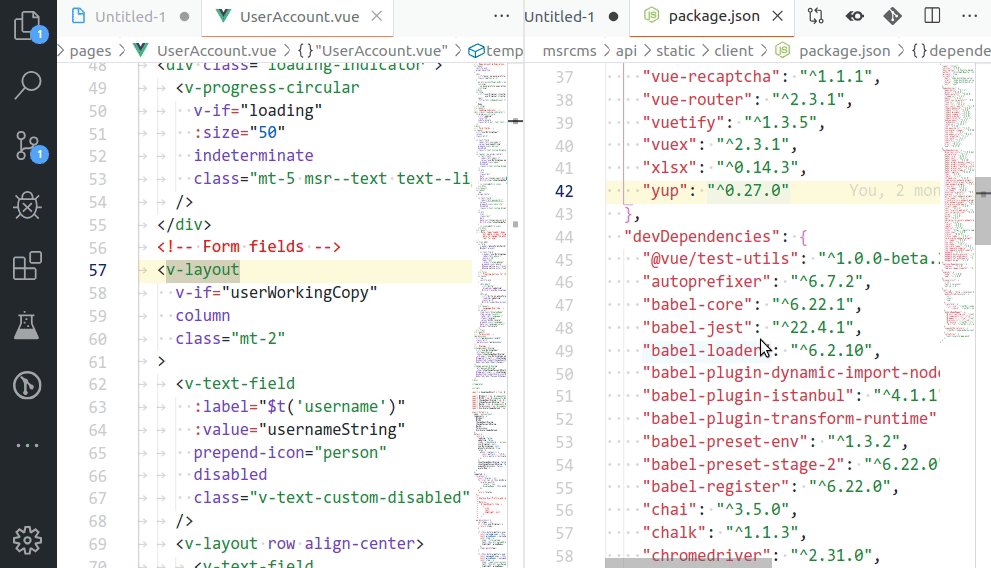 1
1
Untitled-1
UserAccount.vue
pages > UserAccount.vue > {}"UserAccount.vue" > temp
48 <div class="loading-indicator">
49 <v-progress-circular
50 v-if="loading"
51 :size="50"
52 indeterminate
53 class="mt-5 msr--text text--li
54 />
55 </div>
56 <!-- Form fields -->
57 <v-layout
58 v-if="userWorkingCopy"
59 column
60 class="mt-2"
61 >
62 <v-text-field
63 :label="$t('username')"
64 :value="usernameString"
65 prepend-icon="person"
66 disabled
67 class="v-text-custom-disabled"
68 />
69 <v-layout row align-center>
70 <v-text-field
Untitled-1
package.json
msrcms > api > static > client > package.json > {} depende
37 "vue-recaptcha": "^1.1.1",
38 "vue-router": "^2.3.1",
39 "vuetify": "^1.3.5",
40 "vuex": "^2.3.1",
41 "xlsx": "^0.14.3",
42 "yup": "^0.27.0" You, 2 mon
43 },
44 "devDependencies": {
45 "@vue/test-utils": "^1.0.0-beta.
46 "autoprefixer": "^6.7.2",
47 "babel-core": "^6.22.1",
48 "babel-jest": "^22.4.1",
49 "babel-loader": "^6.2.10",
50 "babel-plugin-dynamic-import-node
51 "babel-plugin-istanbul": "^4.1.1"
52 "babel-plugin-transform-runtime"
53 "babel-preset-env": "^1.3.2",
54 "babel-preset-stage-2": "^6.22.0"
55 "babel-register": "^6.22.0",
56 "chai": "^3.5.0",
57 "chalk": "^1.1.3",
58 "chromedriver": "^2.31.0",